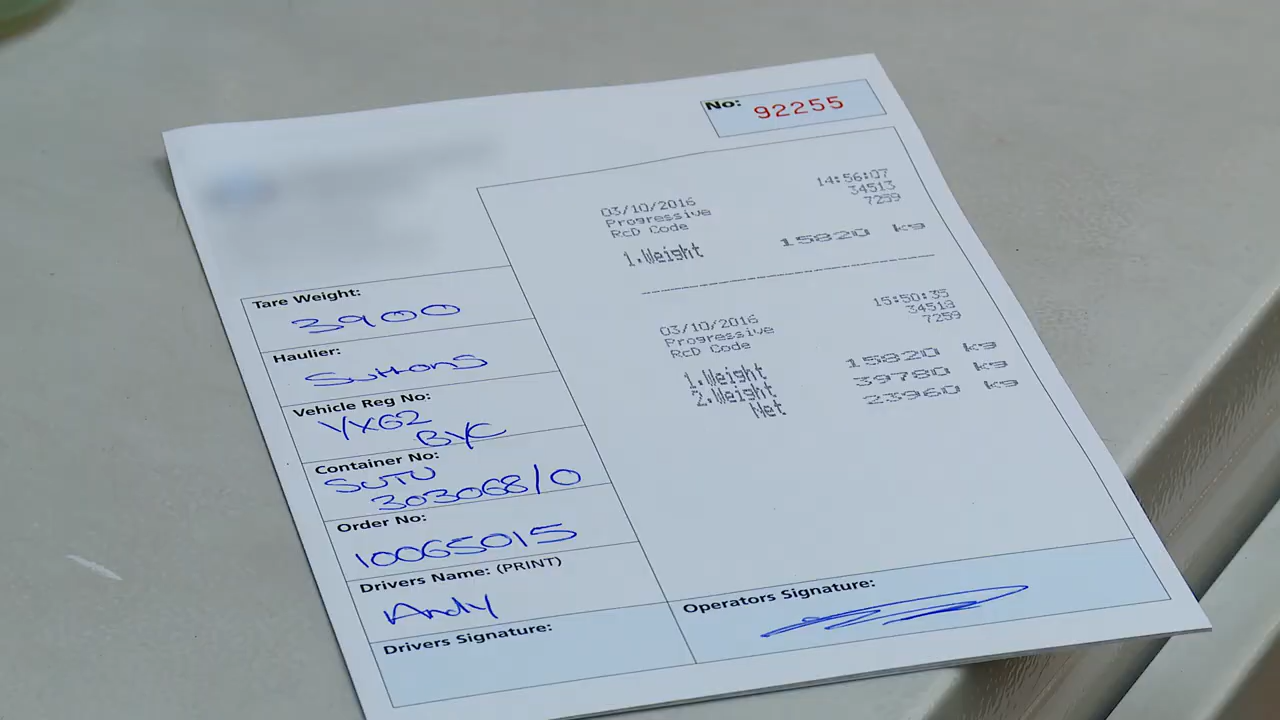 No: 92255
Tare Weight:
3900
Haulier:
Suttons
Vehicle Reg No:
YX62
BYC
Container No:
SUTU
303068/0
Order No:
10065015
Drivers Name: (PRINT)
Andy
Drivers Signature:
03/10/2016 14:56:07
Progressive 34513
RcD Code 7259
1.Weight 15820 kg
03/10/2016 15:50:35
Progressive 34518
RcD Code 7259
1.Weight 15820 kg
2.Weight 39780 kg
Net 23960 kg
Operators Signature: